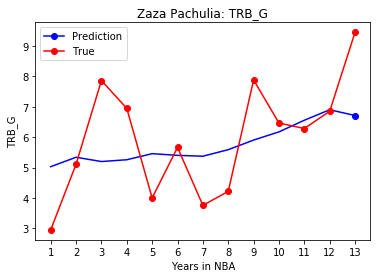 Zaza Pachulia: TRB_G
Prediction
True
TRB_G
9
8
7
6
5
4
3
1 2 3 4 5 6 7 8 9 10 11 12 13
Years in NBA